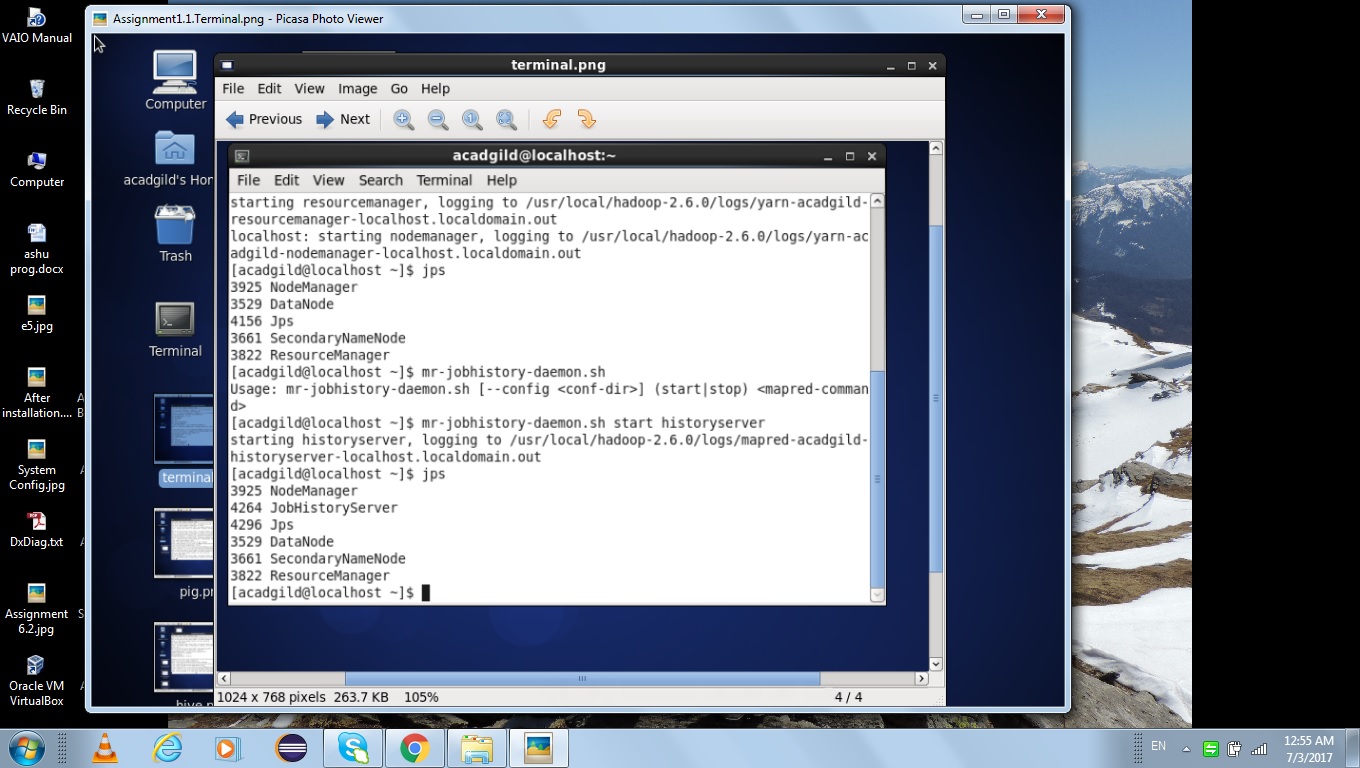 Assignment1.1.Terminal.png - Picasa Photo Viewer
VAIO Manual
Recycle Bin
Computer
ashu
prog.docx
e5.jpg
After
installation....
System
Config.jpg
DxDiag.txt
Assignment
6.2.jpg
Oracle VM
VirtualBox
Computer
acadgild's Hor
Trash
Terminal
terminal
pig.pr
terminal.png
File Edit View Image Go Help
Previous Next
acadgild@localhost:~
File Edit View Search Terminal Help
starting resourcemanager, logging to /usr/local/hadoop-2.6.0/logs/yarn-acadgild-
resourcemanager-localhost.localdomain.out
localhost: starting nodemanager, logging to /usr/local/hadoop-2.6.0/logs/yarn-ac
adgild-nodemanager-localhost.localdomain.out
[acadgild@localhost ~]$ jps
3925 NodeManager
3529 DataNode
4156 Jps
3661 SecondaryNameNode
3822 ResourceManager
[acadgild@localhost ~]$ mr-jobhistory-daemon.sh
Usage: mr-jobhistory-daemon.sh [--config <conf-dir>] (start|stop) <mapred-comman
d>
[acadgild@localhost ~]$ mr-jobhistory-daemon.sh start historyserver
starting historyserver, logging to /usr/local/hadoop-2.6.0/logs/mapred-acadgild-
historyserver-localhost.localdomain.out
[acadgild@localhost ~]$ jps
3925 NodeManager
4264 JobHistoryServer
4296 Jps
3529 DataNode
3661 SecondaryNameNode
3822 ResourceManager
[acadgild@localhost ~]$
1024 x 768 pixels 263.7 KB 105% 4 / 4
EN
12:55 AM
7/3/2017